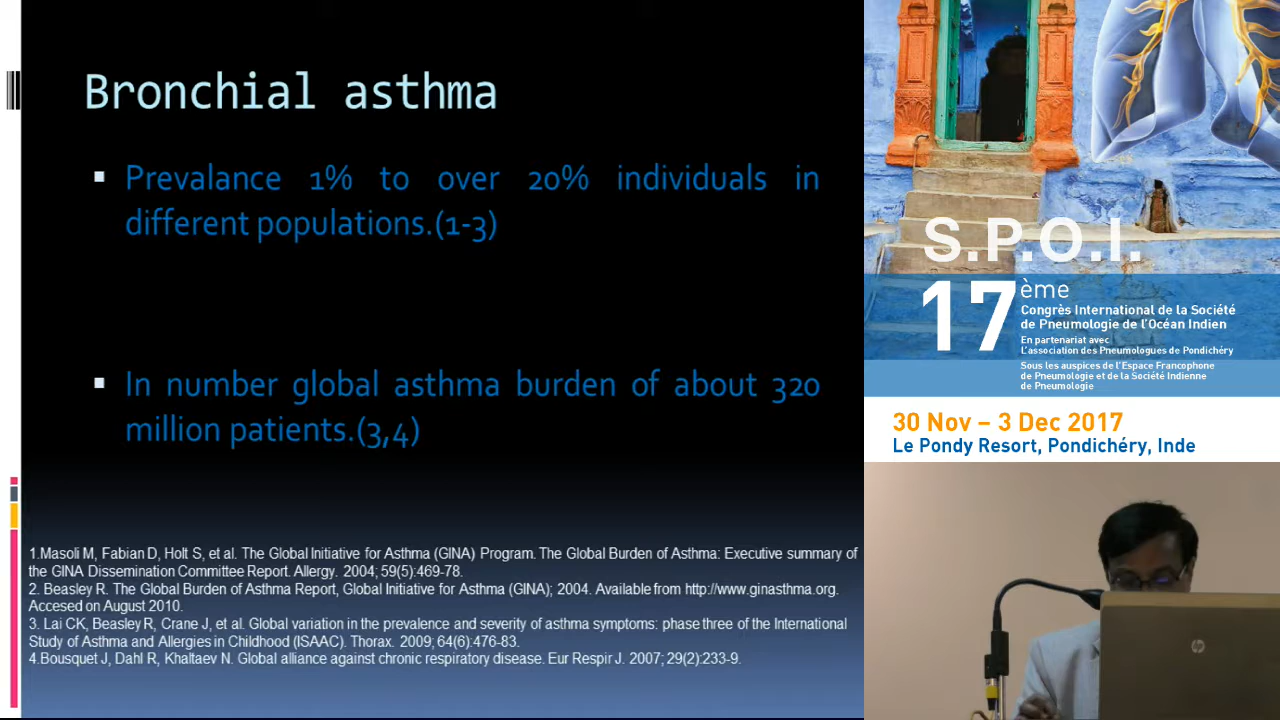 Bronchial asthma
Prevalance 1% to over 20% individuals in
different populations.(1-3)
In number global asthma burden of about 320
million patients.(3,4)
1.Masoli M, Fabian D, Holt S, et al. The Global Initiative for Asthma (GINA) Program. The Global Burden of Asthma: Executive summary of
the GINA Dissemination Committee Report. Allergy. 2004; 59(5):469-78.
2. Beasley R. The Global Burden of Asthma Report, Global Initiative for Asthma (GINA); 2004. Available from http://www.ginasthma.org.
Accesed on August 2010.
3. Lai CK, Beasley R, Crane J, et al. Global variation in the prevalence and severity of asthma symptoms: phase three of the International
Study of Asthma and Allergies in Childhood (ISAAC). Thorax. 2009; 64(6):476-83.
4.Bousquet J, Dahl R, Khaltaev N. Global alliance against chronic respiratory disease. Eur Respir J. 2007; 29(2):233-9.
S.P.O.I.
17ème
Congrès International de la Société
de Pneumologie de l'Océan Indien
En partenariat avec
L'association des Pneumologues de Pondichéry
Sous les auspices de l'Espace Francophone
de Pneumologie et de la Société Indienne
de Pneumologie
30 Nov – 3 Dec 2017
Le Pondy Resort, Pondichéry, Inde
hp